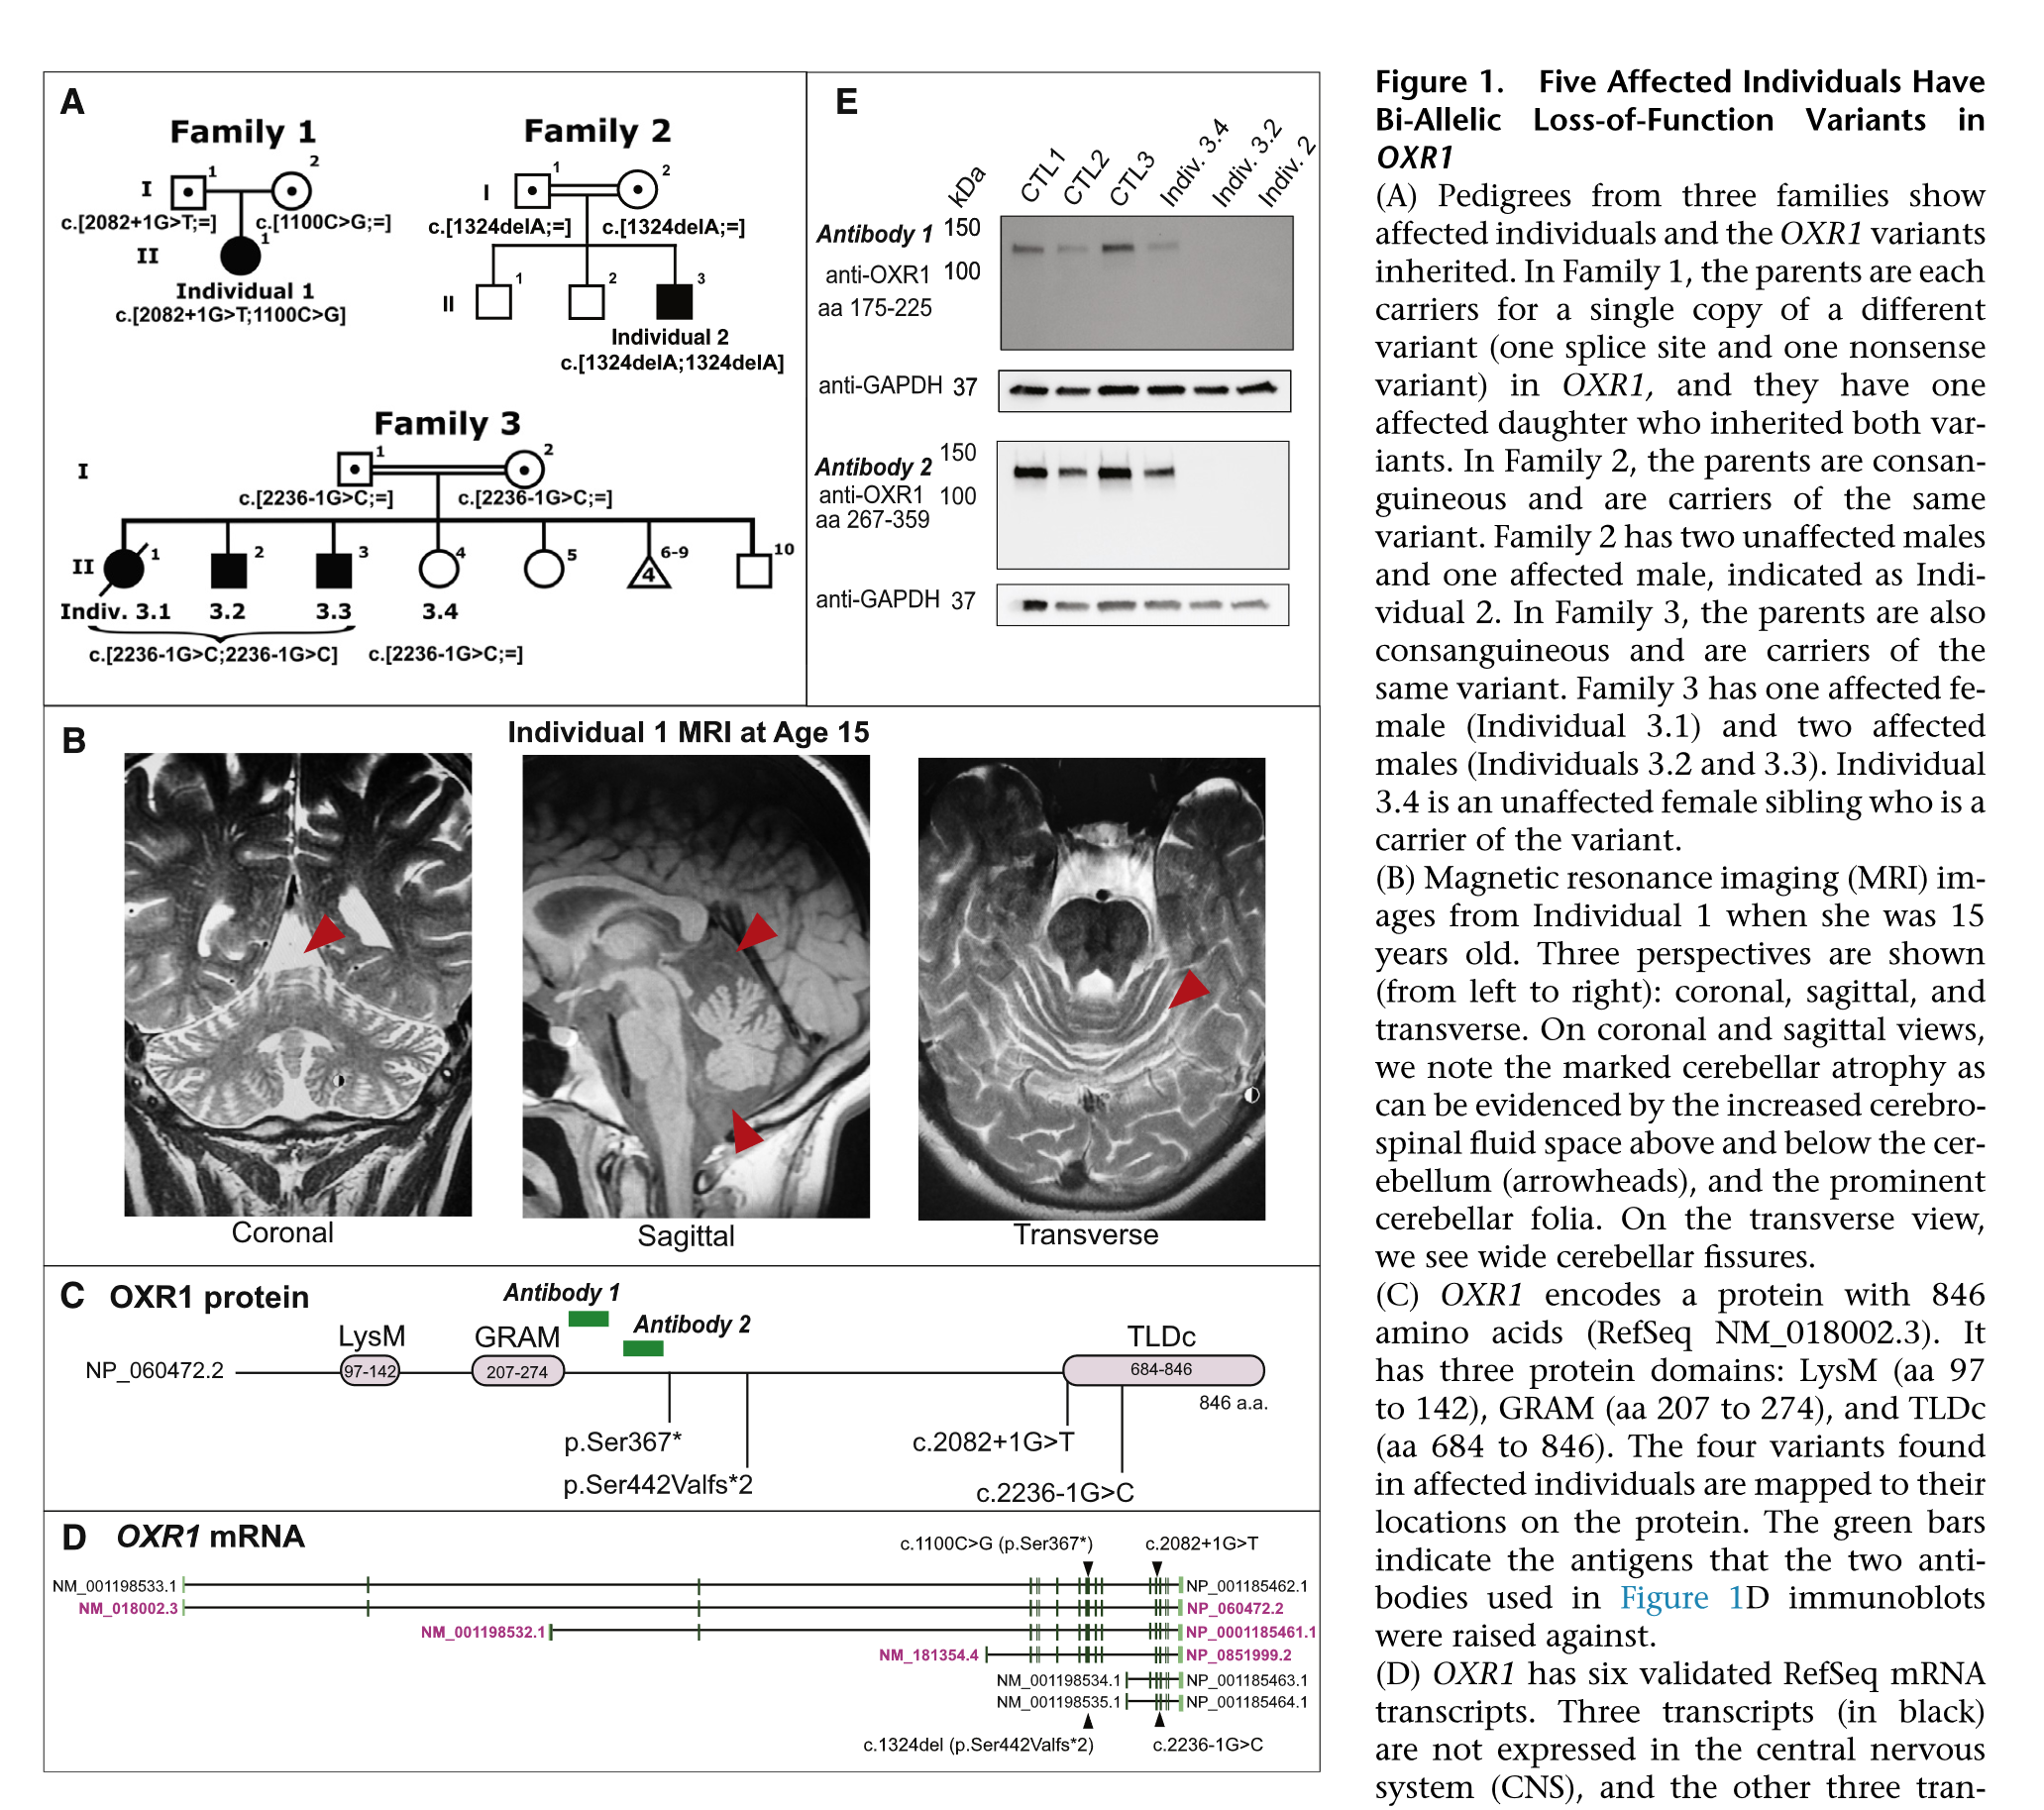 A
Family 1
I
1
2
c.[2082+1G>T;=]
c.[1100C>G;=]
II
1
Individual 1
c.[2082+1G>T;1100C>G]
Family 2
I
1
2
c.[1324delA;=]
c.[1324delA;=]
II
1
2
3
Individual 2
c.[1324delA;1324delA]
Family 3
I
1
2
c.[2236-1G>C;=]
c.[2236-1G>C;=]
II
1
2
3
4
5
4
6-9
10
Indiv. 3.1
3.2
3.3
3.4
c.[2236-1G>C;2236-1G>C]
c.[2236-1G>C;=]
E
kDa
CTL1
CTL2
CTL3
Indiv. 3.4
Indiv. 3.2
Indiv. 2
Antibody 1
150
anti-OXR1
100
aa 175-225
anti-GAPDH 37
Antibody 2
150
anti-OXR1
100
aa 267-359
anti-GAPDH 37
B
Individual 1 MRI at Age 15
Coronal
Sagittal
Transverse
C
OXR1 protein
Antibody 1
Antibody 2
LysM
GRAM
TLDc
NP_060472.2
97-142
207-274
684-846
846 a.a.
p.Ser367*
c.2082+1G>T
p.Ser442Valfs*2
c.2236-1G>C
D
OXR1 mRNA
c.1100C>G (p.Ser367*)
c.2082+1G>T
NM_001198533.1
NP_001185462.1
NM_018002.3
NP_060472.2
NM_001198532.1
NP_0001185461.1
NM_181354.4
NP_0851999.2
NM_001198534.1
NP_001185463.1
NM_001198535.1
NP_001185464.1
c.1324del (p.Ser442Valfs*2)
c.2236-1G>C
Figure 1. Five Affected Individuals Have
Bi-Allelic Loss-of-Function Variants in
OXR1
(A) Pedigrees from three families show
affected individuals and the OXR1 variants
inherited. In Family 1, the parents are each
carriers for a single copy of a different
variant (one splice site and one nonsense
variant) in OXR1, and they have one
affected daughter who inherited both var-
iants. In Family 2, the parents are consan-
guineous and are carriers of the same
variant. Family 2 has two unaffected males
and one affected male, indicated as Indi-
vidual 2. In Family 3, the parents are also
consanguineous and are carriers of the
same variant. Family 3 has one affected fe-
male (Individual 3.1) and two affected
males (Individuals 3.2 and 3.3). Individual
3.4 is an unaffected female sibling who is a
carrier of the variant.
(B) Magnetic resonance imaging (MRI) im-
ages from Individual 1 when she was 15
years old. Three perspectives are shown
(from left to right): coronal, sagittal, and
transverse. On coronal and sagittal views,
we note the marked cerebellar atrophy as
can be evidenced by the increased cerebro-
spinal fluid space above and below the cer-
ebellum (arrowheads), and the prominent
cerebellar folia. On the transverse view,
we see wide cerebellar fissures.
(C) OXR1 encodes a protein with 846
amino acids (RefSeq NM_018002.3). It
has three protein domains: LysM (aa 97
to 142), GRAM (aa 207 to 274), and TLDc
(aa 684 to 846). The four variants found
in affected individuals are mapped to their
locations on the protein. The green bars
indicate the antigens that the two anti-
bodies used in Figure 1D immunoblots
were raised against.
(D) OXR1 has six validated RefSeq mRNA
transcripts. Three transcripts (in black)
are not expressed in the central nervous
system (CNS), and the other three tran-